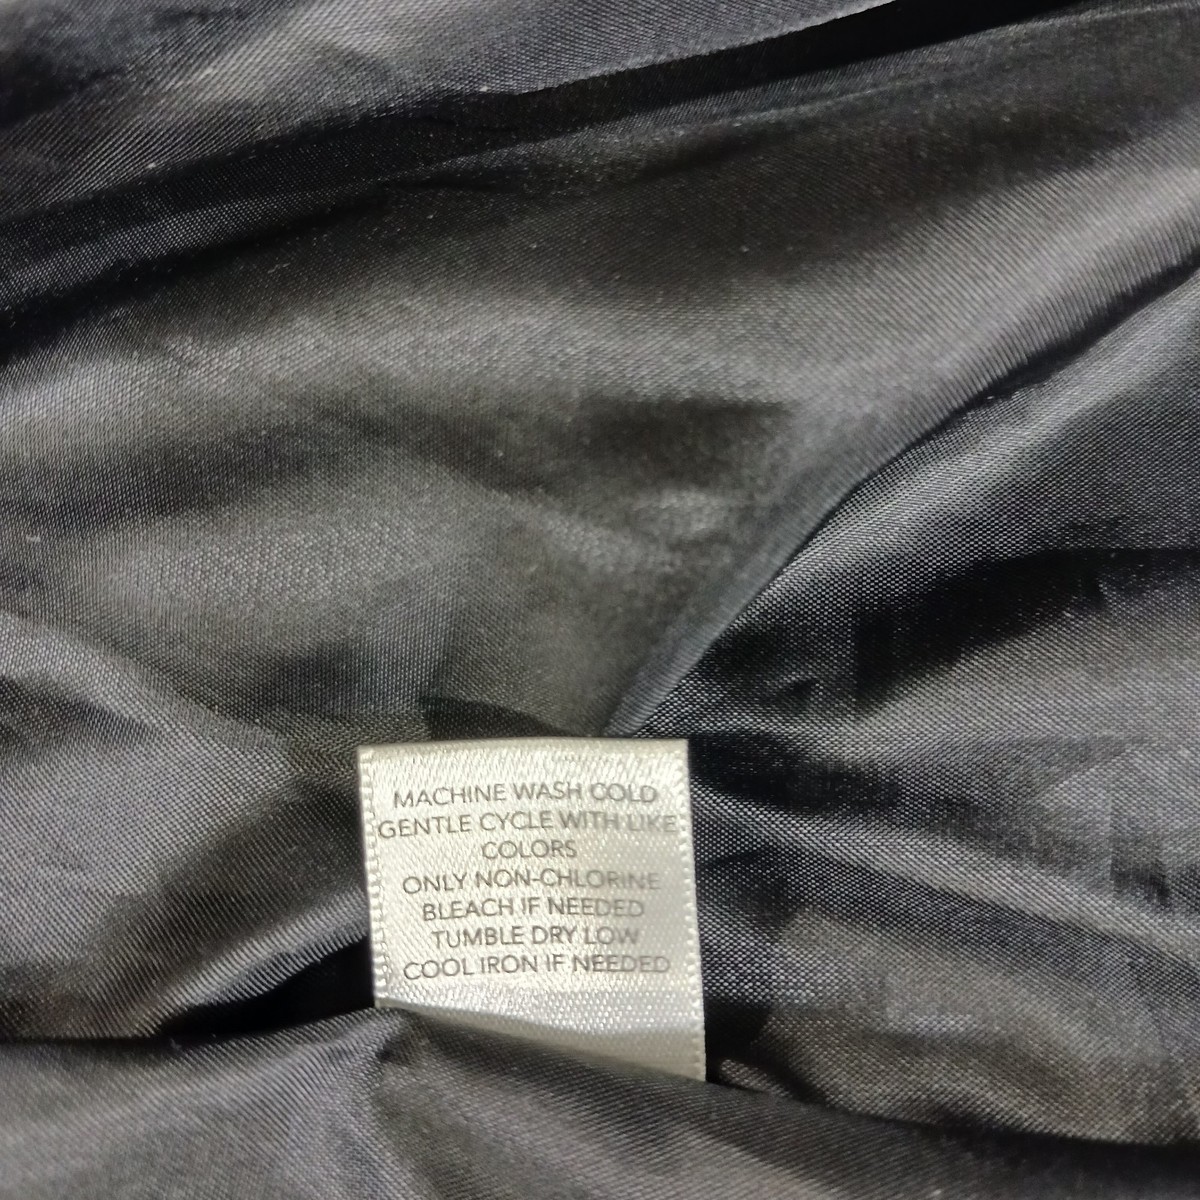 MACHINE WASH COLD
GENTLE CYCLE WITH LIKE
COLORS
ONLY NON-CHLORINE
BLEACH IF NEEDED
TUMBLE DRY LOW
COOL IRON IF NEEDED